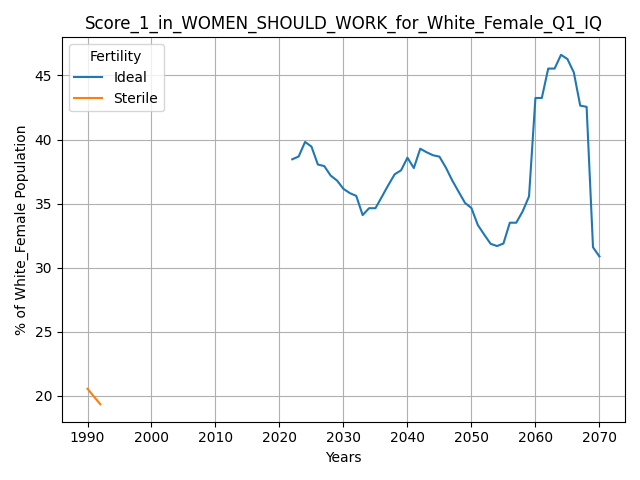 Score_1_in_WOMEN_SHOULD_WORK_for_White_Female_Q1_IQ
Fertility
Ideal
Sterile
% of White_Female Population
45
40
35
30
25
20
1990
2000
2010
2020
2030
2040
2050
2060
2070
Years